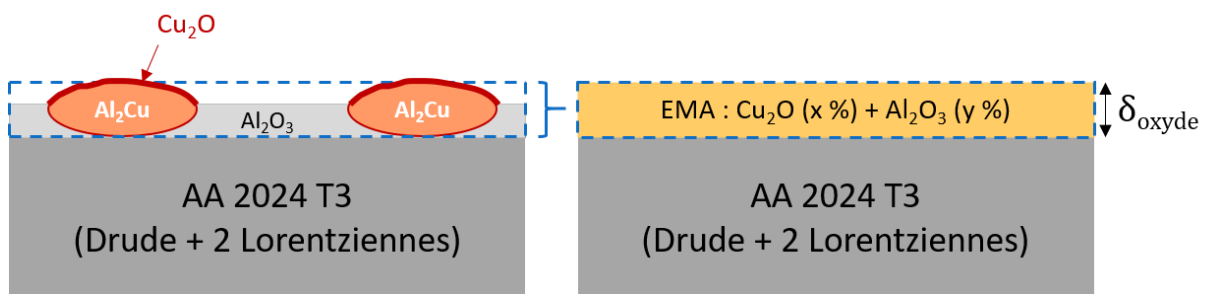 Cu₂O
Al₂Cu
Al₂Cu
Al₂O₃
AA 2024 T3
(Drude + 2 Lorentziennes)
EMA : Cu₂O (x %) + Al₂O₃ (y %)
δoxyde
AA 2024 T3
(Drude + 2 Lorentziennes)